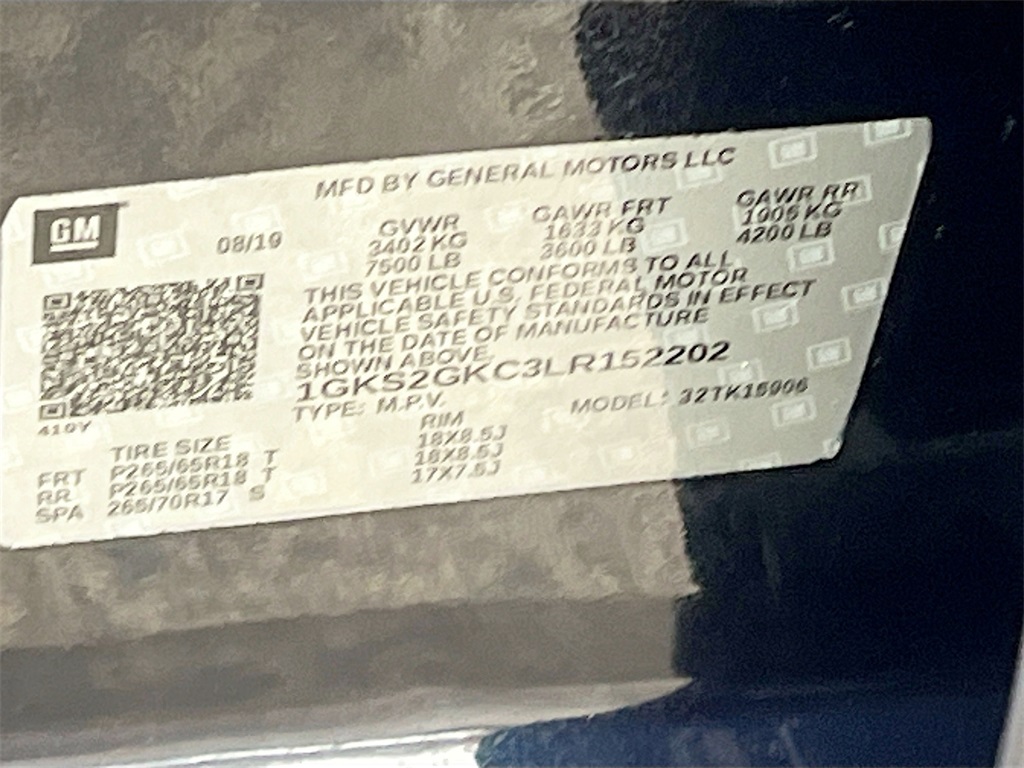 MFD BY GENERAL MOTORS LLC
GM
08/19
GVWR GAWR FRT GAWR RR
3402 KG 1633 KG 1905 KG
7500 LB 3600 LB 4200 LB
THIS VEHICLE CONFORMS TO ALL
APPLICABLE U.S. FEDERAL MOTOR
VEHICLE SAFETY STANDARDS IN EFFECT
ON THE DATE OF MANUFACTURE
SHOWN ABOVE.
1GKS2GKC3LR152202
TYPE: M.P.V. MODEL: 32TK15906
410Y
TIRE SIZE RIM
FRT P265/65R18 T 18X8.5J
RR P265/65R18 T 18X8.5J
SPA 265/70R17 S 17X7.5J